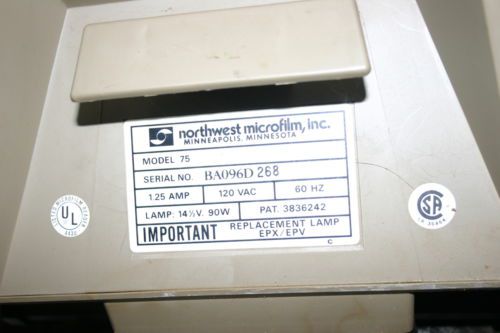 northwest microfilm, inc.
MINNEAPOLIS, MINNESOTA
MODEL 75
SERIAL NO. BA096D 268
1.25 AMP 120 VAC 60 HZ
LAMP: 14½V. 90W PAT. 3836242
IMPORTANT REPLACEMENT LAMP
EPX/EPV
C
UL
SA